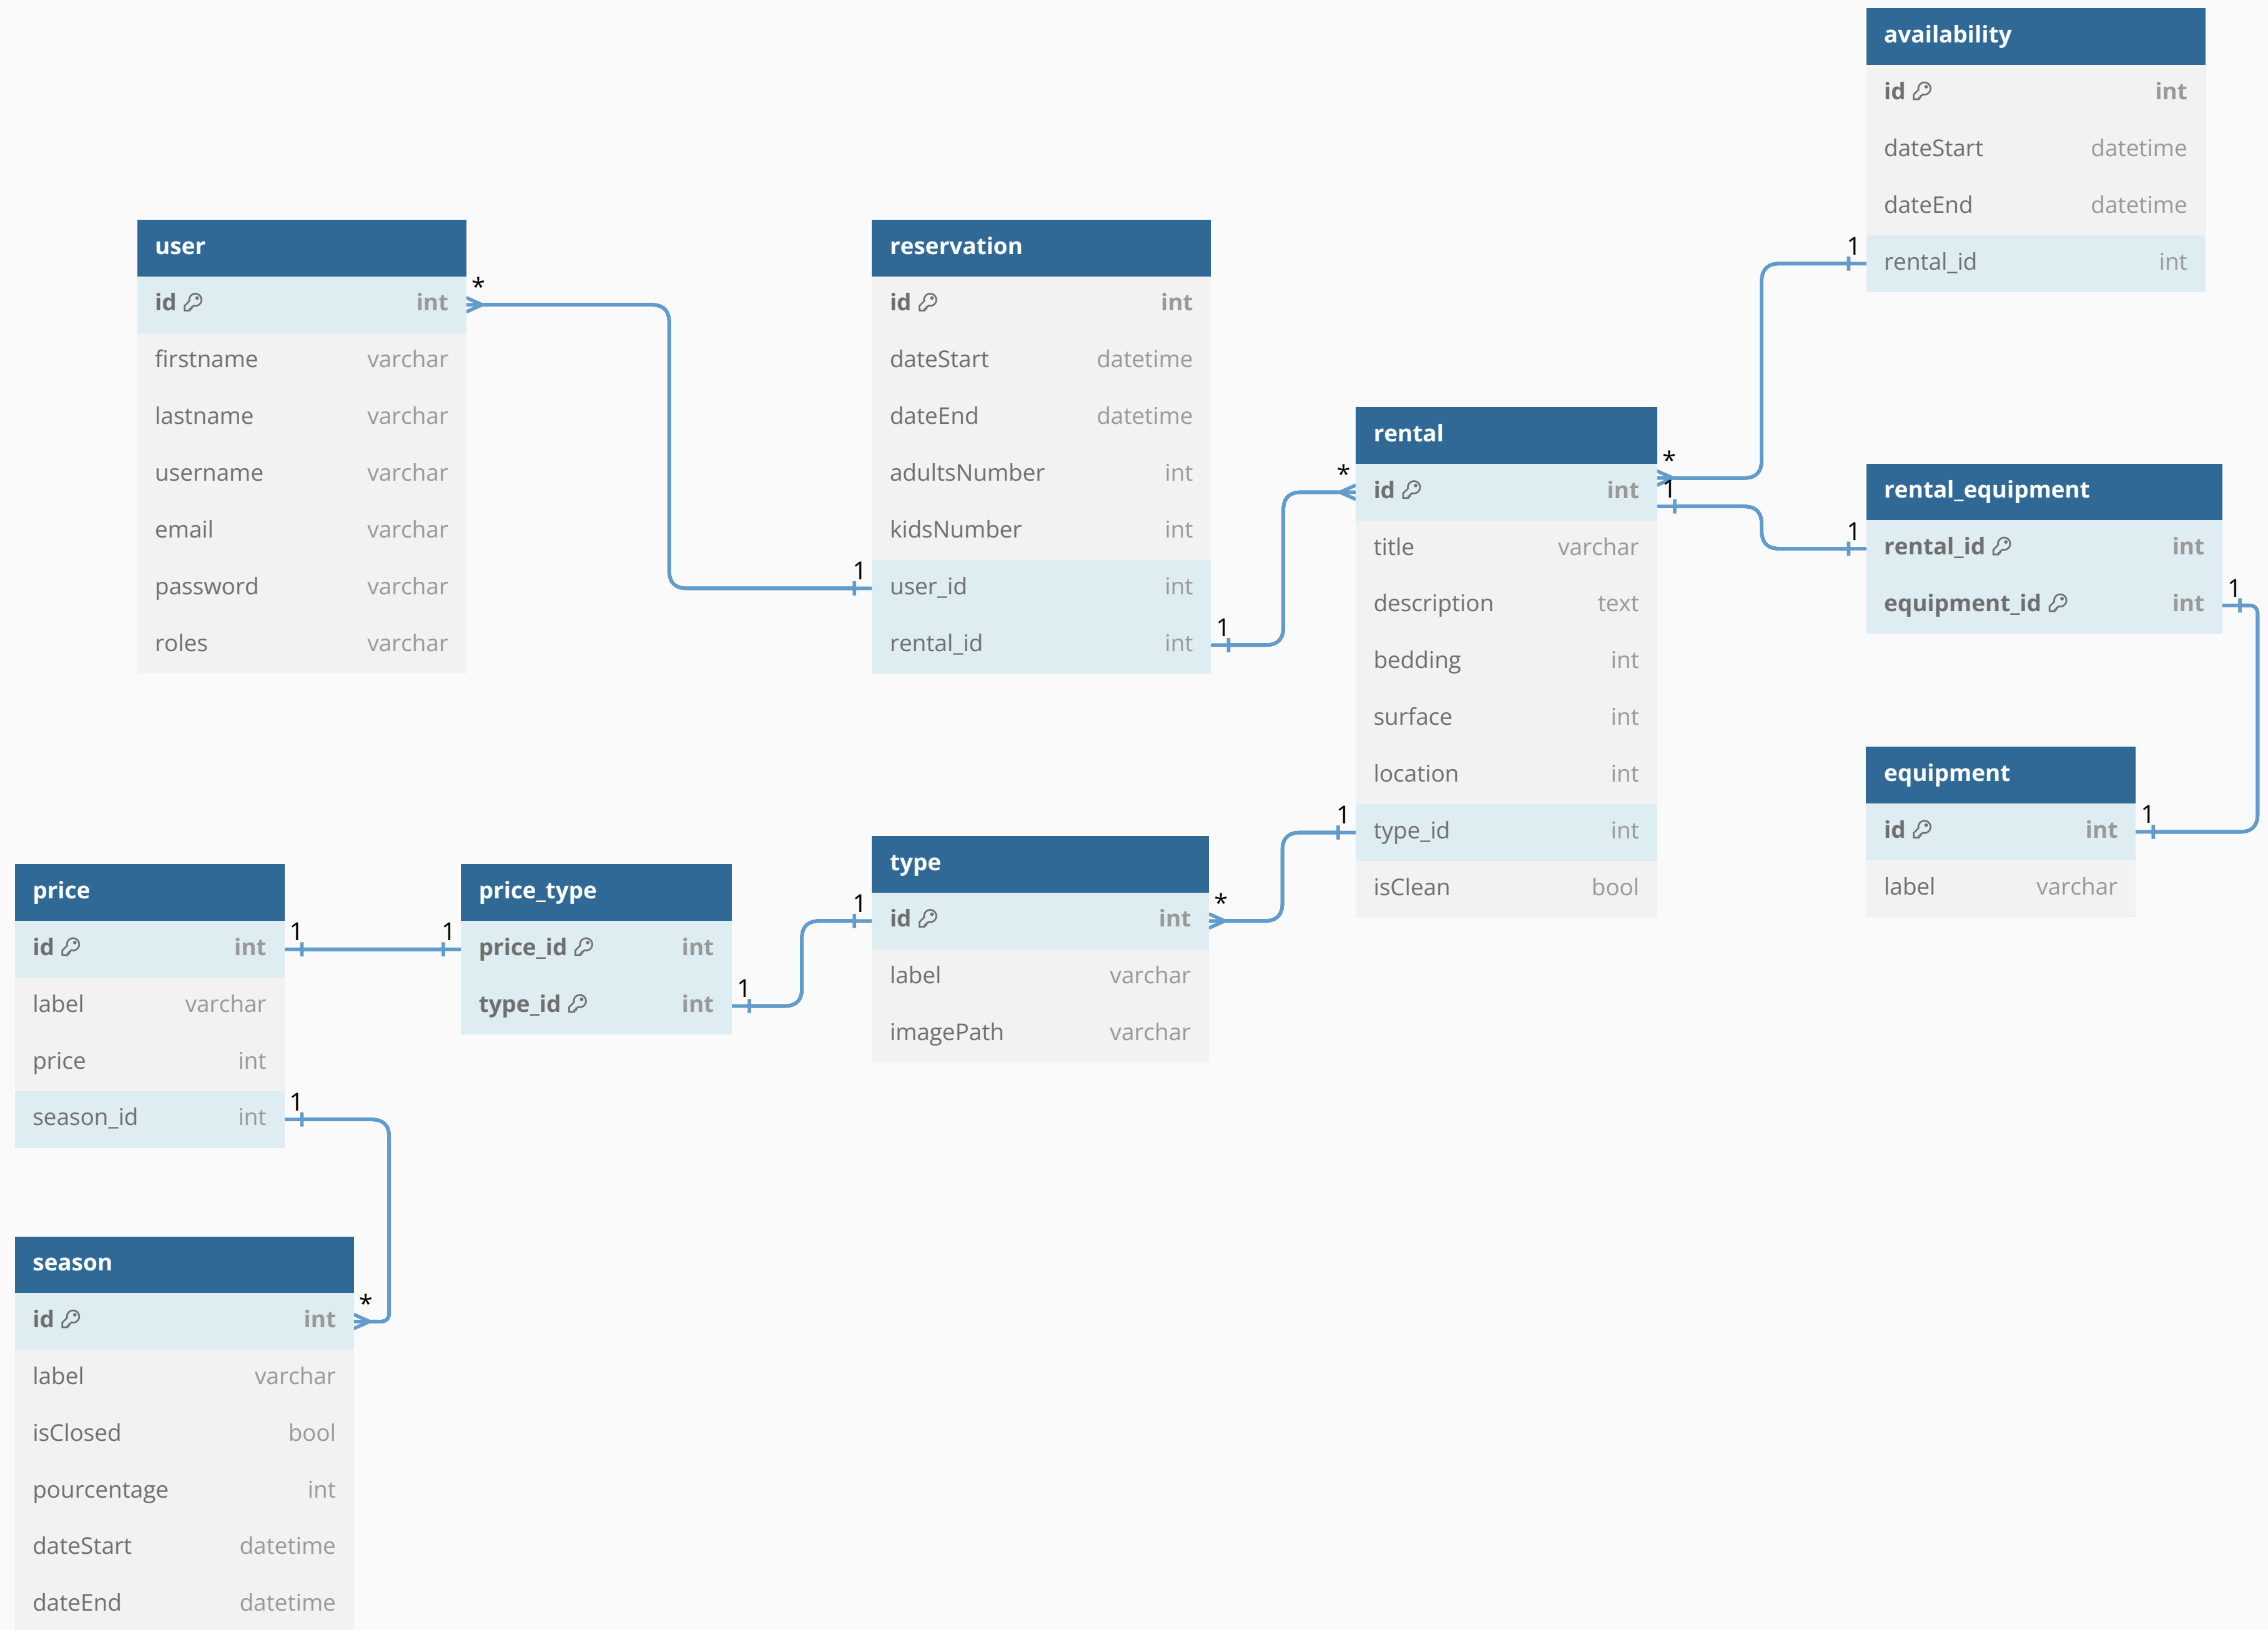 availability
id int
dateStart datetime
dateEnd datetime
1 rental_id int
user
id int *
firstname varchar
lastname varchar
username varchar
email varchar
password varchar
roles varchar
reservation
id int
dateStart datetime
dateEnd datetime
adultsNumber int
kidsNumber int
1 user_id int
rental_id int 1
rental
* id int *
1
title varchar
description text
bedding int
surface int
location int
1 type_id int
isClean bool
rental_equipment
1 rental_id int
equipment_id int 1
equipment
id int 1
label varchar
price
id int 1
label varchar
price int
season_id int 1
price_type
1 price_id int
type_id int 1
type
1 id int *
label varchar
imagePath varchar
season
id int *
label varchar
isClosed bool
pourcentage int
dateStart datetime
dateEnd datetime